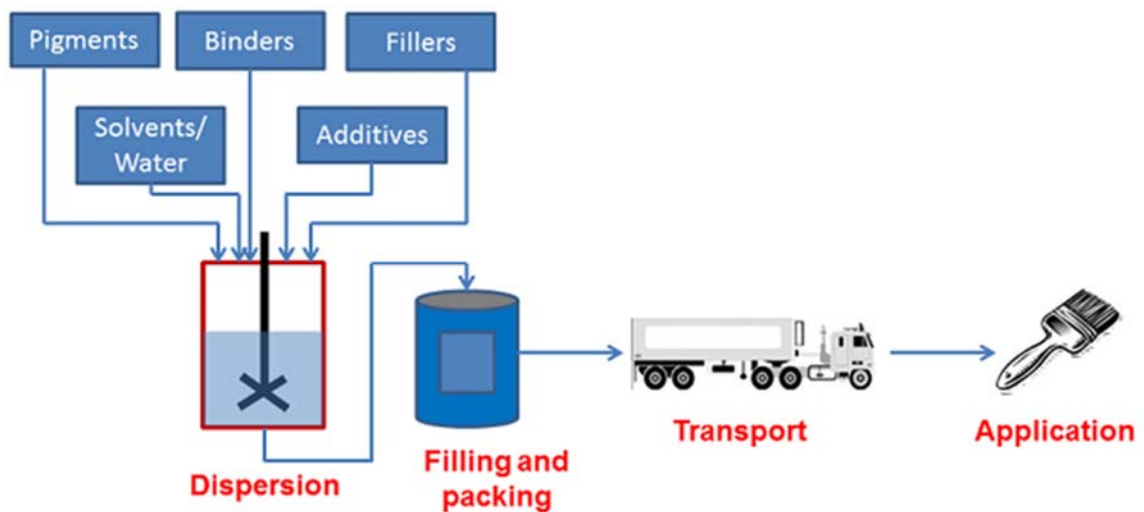 Pigments
Binders
Fillers
Solvents/
Water
Additives
Dispersion
Filling and
packing
Transport
Application